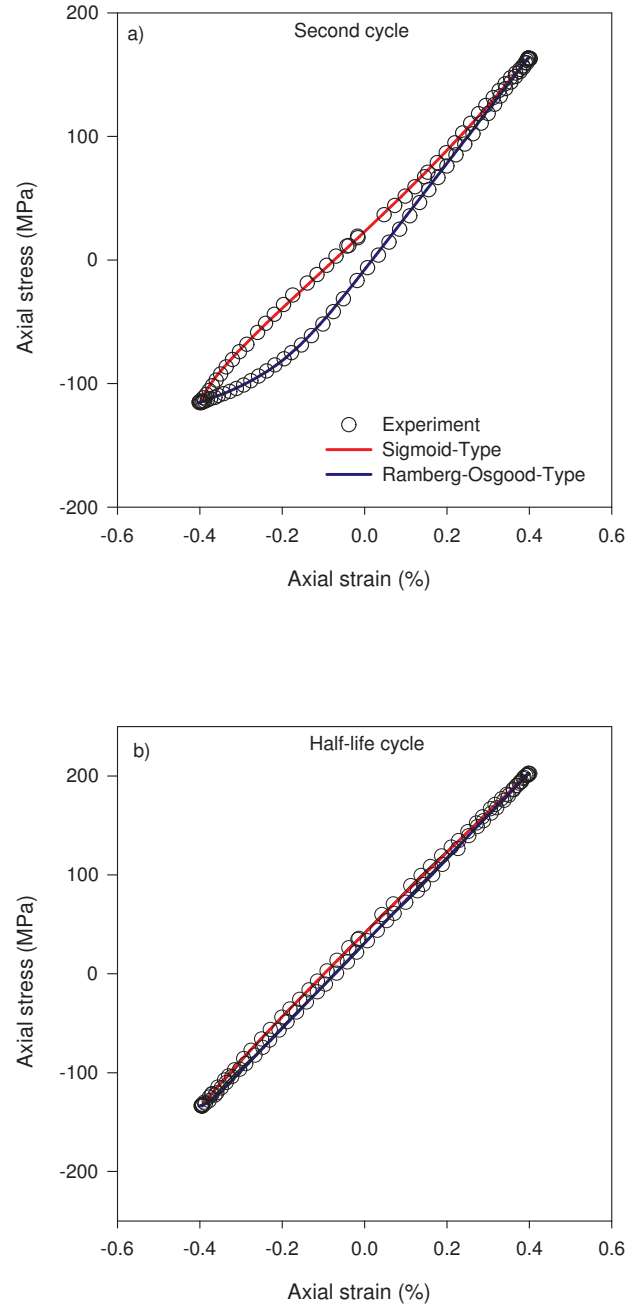 a)
Second cycle
200
100
0
-100
-200
Axial stress (MPa)
Experiment
Sigmoid-Type
Ramberg-Osgood-Type
-0.6 -0.4 -0.2 0.0 0.2 0.4 0.6
Axial strain (%)
b)
Half-life cycle
200
100
0
-100
-200
Axial stress (MPa)
-0.6 -0.4 -0.2 0.0 0.2 0.4 0.6
Axial strain (%)